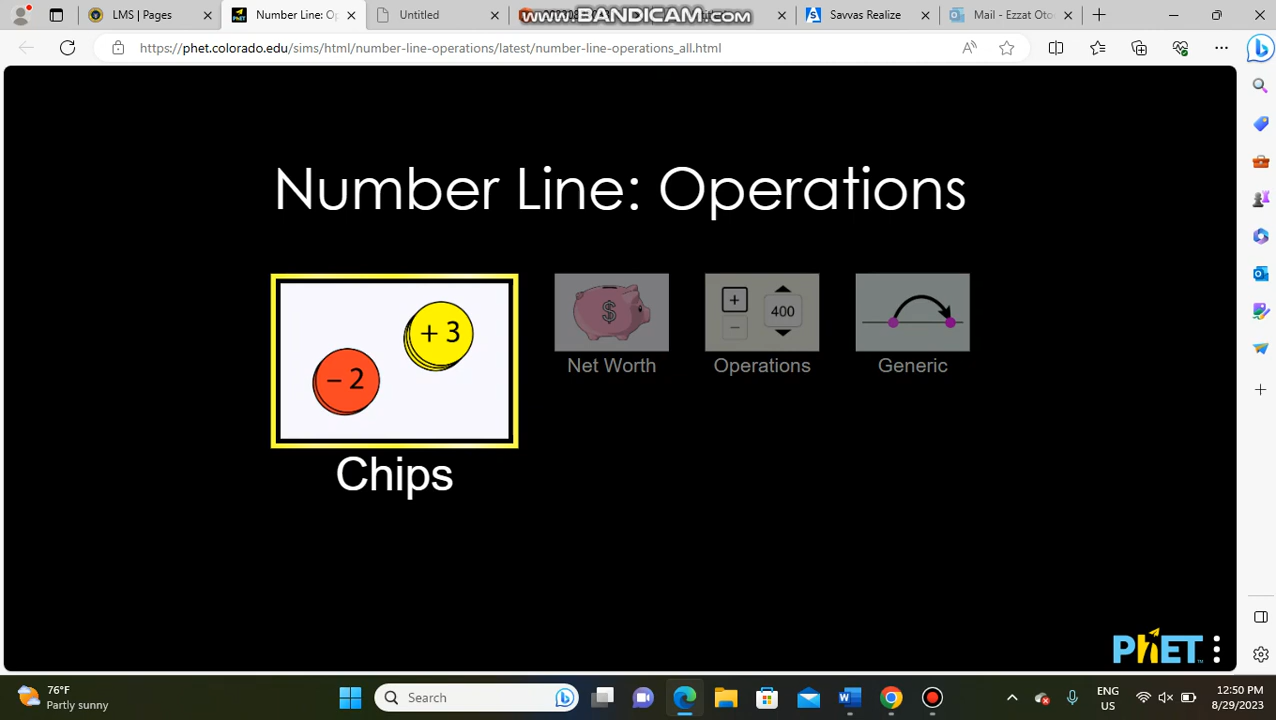 LMS | Pages
Number Line: O
Untitled
WWW.BANDICAM.COM
Savvas Realize
Mail - Ezzat Oto
https://phet.colorado.edu/sims/html/number-line-operations/latest/number-line-operations_all.html
Number Line: Operations
+ 3
− 2
$
+
−
400
Chips
Net Worth
Operations
Generic
PhET
76°F
Partly sunny
Search
ENG
US
12:50 PM
8/29/2023